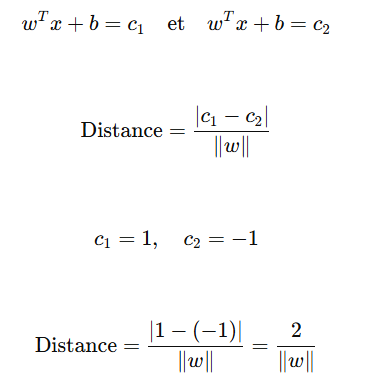 w^T x + b = c_1 et w^T x + b = c_2
Distance = |c_1 − c_2| / ‖w‖
c_1 = 1, c_2 = −1
Distance = |1 − (−1)| / ‖w‖ = 2 / ‖w‖